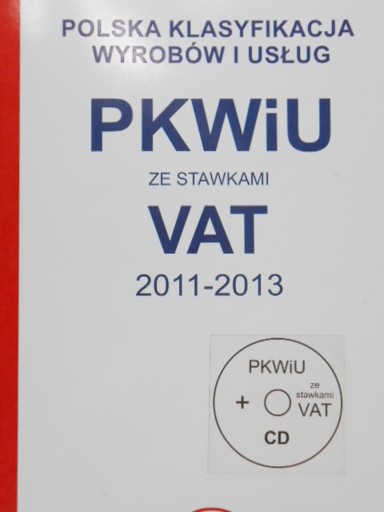 POLSKA KLASYFIKACJA
WYROBÓW I USŁUG
PKWiU
ZE STAWKAMI
VAT
2011-2013
PKWiU
ze
stawkami
+ VAT
CD